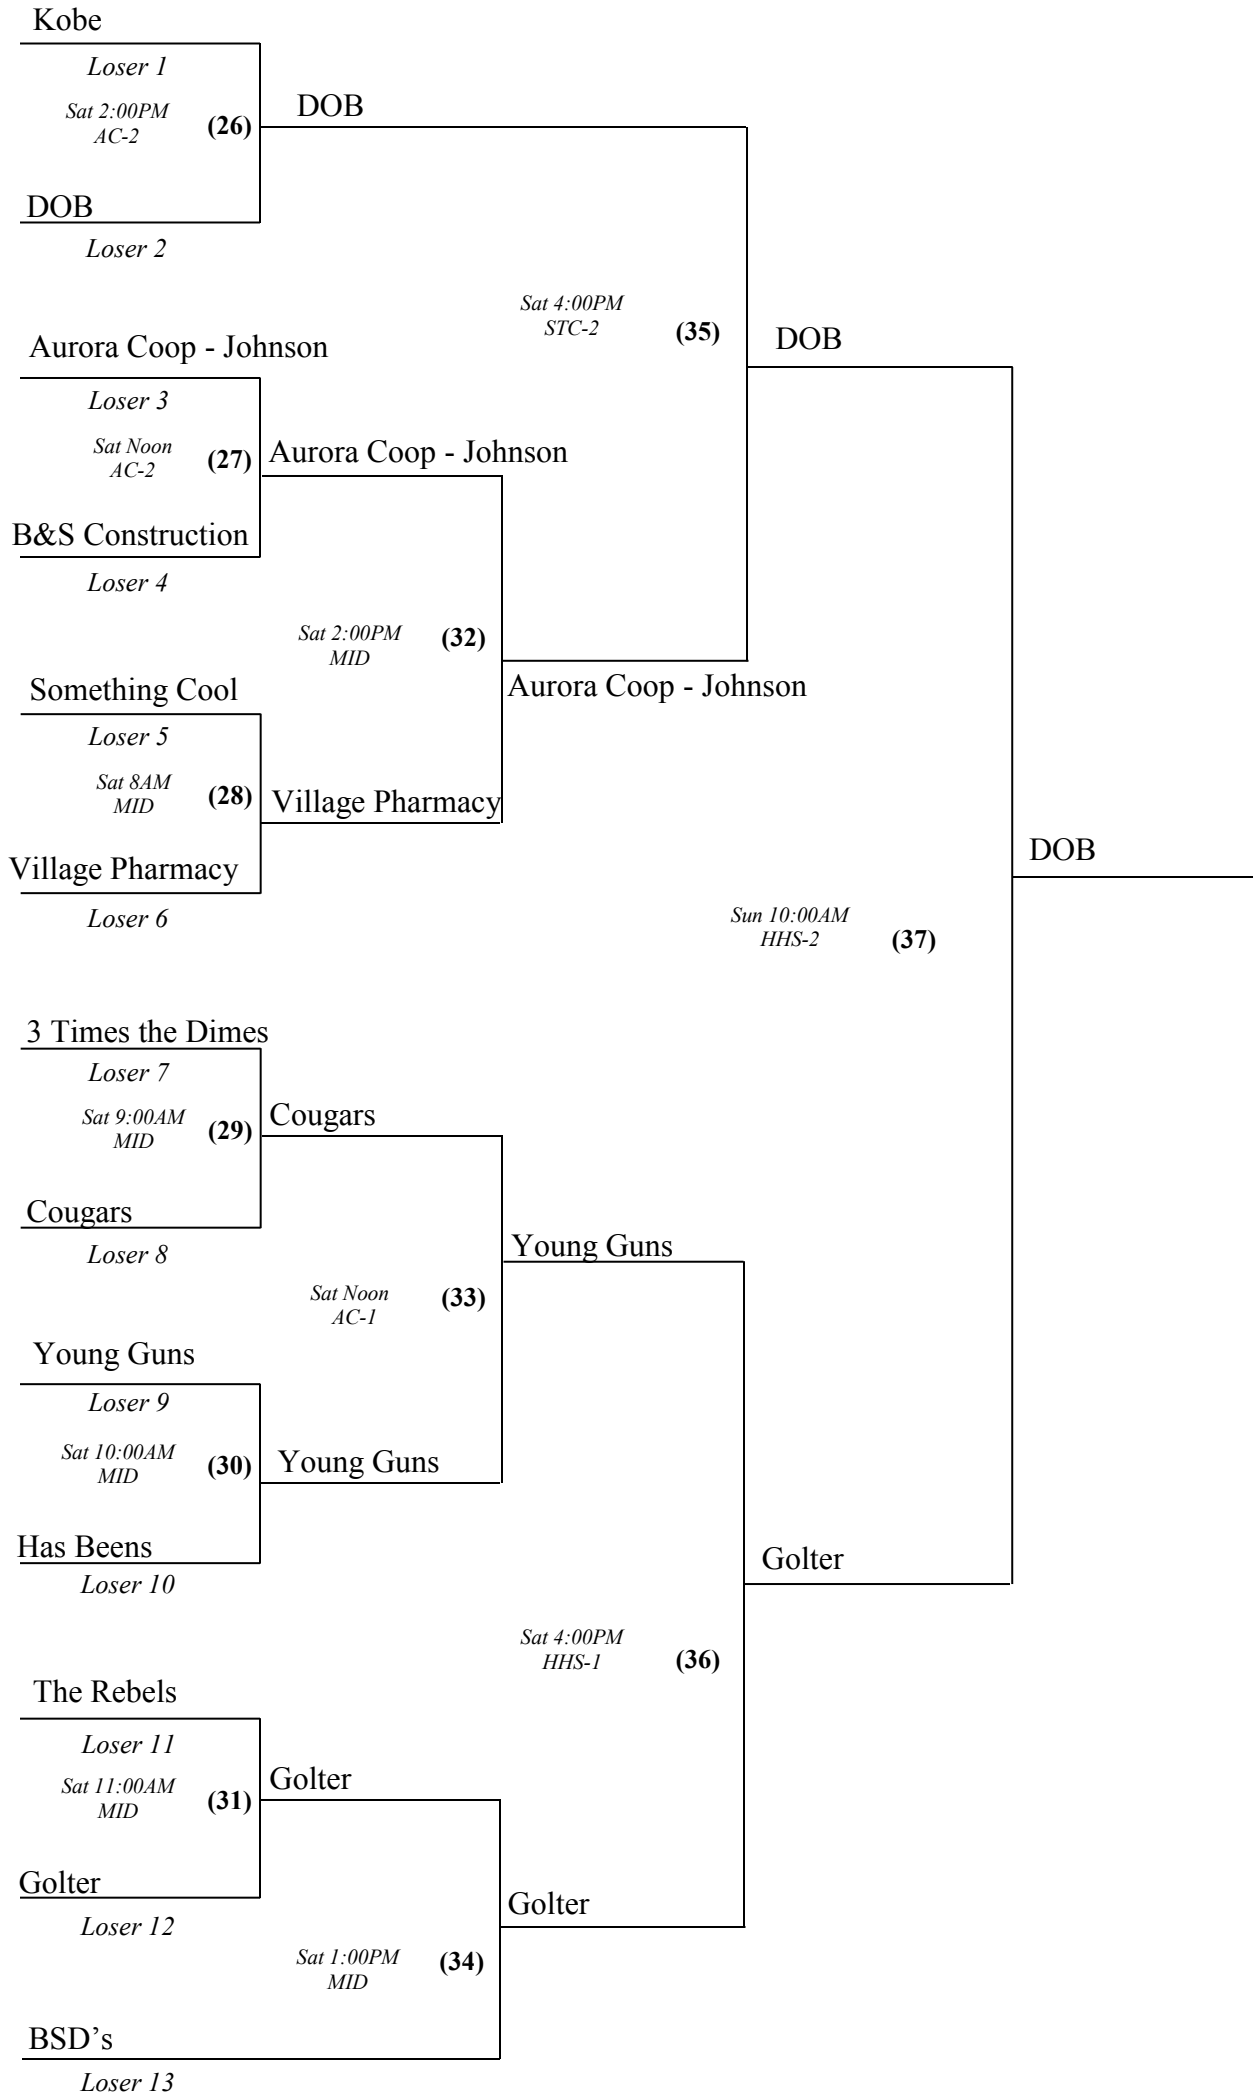 Kobe
Loser 1
Sat 2:00PM
AC-2
(26)
DOB
DOB
Loser 2
Sat 4:00PM
STC-2
(35)
DOB
Aurora Coop - Johnson
Loser 3
Sat Noon
AC-2
(27)
Aurora Coop - Johnson
B&S Construction
Loser 4
Sat 2:00PM
MID
(32)
Aurora Coop - Johnson
Something Cool
Loser 5
Sat 8AM
MID
(28)
Village Pharmacy
Village Pharmacy
Loser 6
DOB
Sun 10:00AM
HHS-2
(37)
3 Times the Dimes
Loser 7
Sat 9:00AM
MID
(29)
Cougars
Cougars
Loser 8
Young Guns
Sat Noon
AC-1
(33)
Young Guns
Loser 9
Sat 10:00AM
MID
(30)
Young Guns
Has Beens
Loser 10
Golter
Sat 4:00PM
HHS-1
(36)
The Rebels
Loser 11
Sat 11:00AM
MID
(31)
Golter
Golter
Loser 12
Golter
Sat 1:00PM
MID
(34)
BSD’s
Loser 13